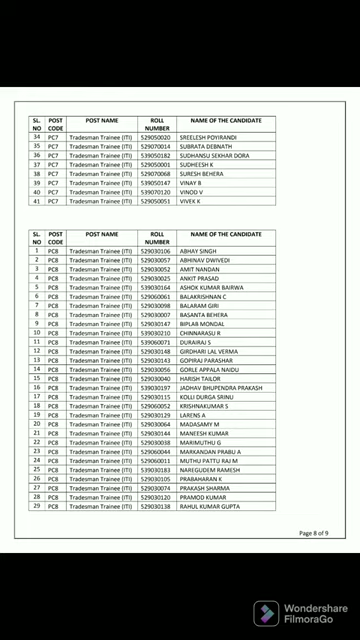 SL. NO POST CODE POST NAME ROLL NUMBER NAME OF THE CANDIDATE
34 PC7 Tradesman Trainee (ITI) 529050020 SREELESH POYIRANDI
35 PC7 Tradesman Trainee (ITI) 529070014 SUBRATA DEBNATH
36 PC7 Tradesman Trainee (ITI) 539050182 SUDHANSU SEKHAR DORA
37 PC7 Tradesman Trainee (ITI) 529050001 SUDHEESH K
38 PC7 Tradesman Trainee (ITI) 529070068 SURESH BEHERA
39 PC7 Tradesman Trainee (ITI) 539050147 VINAY B
40 PC7 Tradesman Trainee (ITI) 539070120 VINOD V
41 PC7 Tradesman Trainee (ITI) 529050051 VIVEK K
SL. NO POST CODE POST NAME ROLL NUMBER NAME OF THE CANDIDATE
1 PC8 Tradesman Trainee (ITI) 529030106 ABHAY SINGH
2 PC8 Tradesman Trainee (ITI) 529030057 ABHINAV DWIVEDI
3 PC8 Tradesman Trainee (ITI) 529030052 AMIT NANDAN
4 PC8 Tradesman Trainee (ITI) 529030025 ANKIT PRASAD
5 PC8 Tradesman Trainee (ITI) 529030164 ASHOK KUMAR BAIRWA
6 PC8 Tradesman Trainee (ITI) 529060061 BALAKRISHNAN C
7 PC8 Tradesman Trainee (ITI) 529030098 BALARAM GIRI
8 PC8 Tradesman Trainee (ITI) 529030007 BASANTA BEHERA
9 PC8 Tradesman Trainee (ITI) 529030147 BIPLAB MONDAL
10 PC8 Tradesman Trainee (ITI) 539030210 CHINNARASU R
11 PC8 Tradesman Trainee (ITI) 539060071 DURAIRAJ S
12 PC8 Tradesman Trainee (ITI) 529030148 GIRDHARI LAL VERMA
13 PC8 Tradesman Trainee (ITI) 529030143 GOPIRAJ PARASHAR
14 PC8 Tradesman Trainee (ITI) 529030056 GORLE APPALA NAIDU
15 PC8 Tradesman Trainee (ITI) 529030040 HARISH TAILOR
16 PC8 Tradesman Trainee (ITI) 539030197 JADHAV BHUPENDRA PRAKASH
17 PC8 Tradesman Trainee (ITI) 529030115 KOLLI DURGA SRINU
18 PC8 Tradesman Trainee (ITI) 529060052 KRISHNAKUMAR S
19 PC8 Tradesman Trainee (ITI) 529030129 LARENS A
20 PC8 Tradesman Trainee (ITI) 529030064 MADASAMY M
21 PC8 Tradesman Trainee (ITI) 529030144 MANEESH KUMAR
22 PC8 Tradesman Trainee (ITI) 529030038 MARIMUTHU G
23 PC8 Tradesman Trainee (ITI) 529060044 MARKANDAN PRABU A
24 PC8 Tradesman Trainee (ITI) 529060011 MUTHU PATTU RAJ M
25 PC8 Tradesman Trainee (ITI) 539030183 NAREGUDEM RAMESH
26 PC8 Tradesman Trainee (ITI) 529030105 PRABAHARAN K
27 PC8 Tradesman Trainee (ITI) 529030074 PRAKASH SHARMA
28 PC8 Tradesman Trainee (ITI) 529030120 PRAMOD KUMAR
29 PC8 Tradesman Trainee (ITI) 529030138 RAHUL KUMAR GUPTA
Page 8 of 9
Wondershare
FilmoraGo